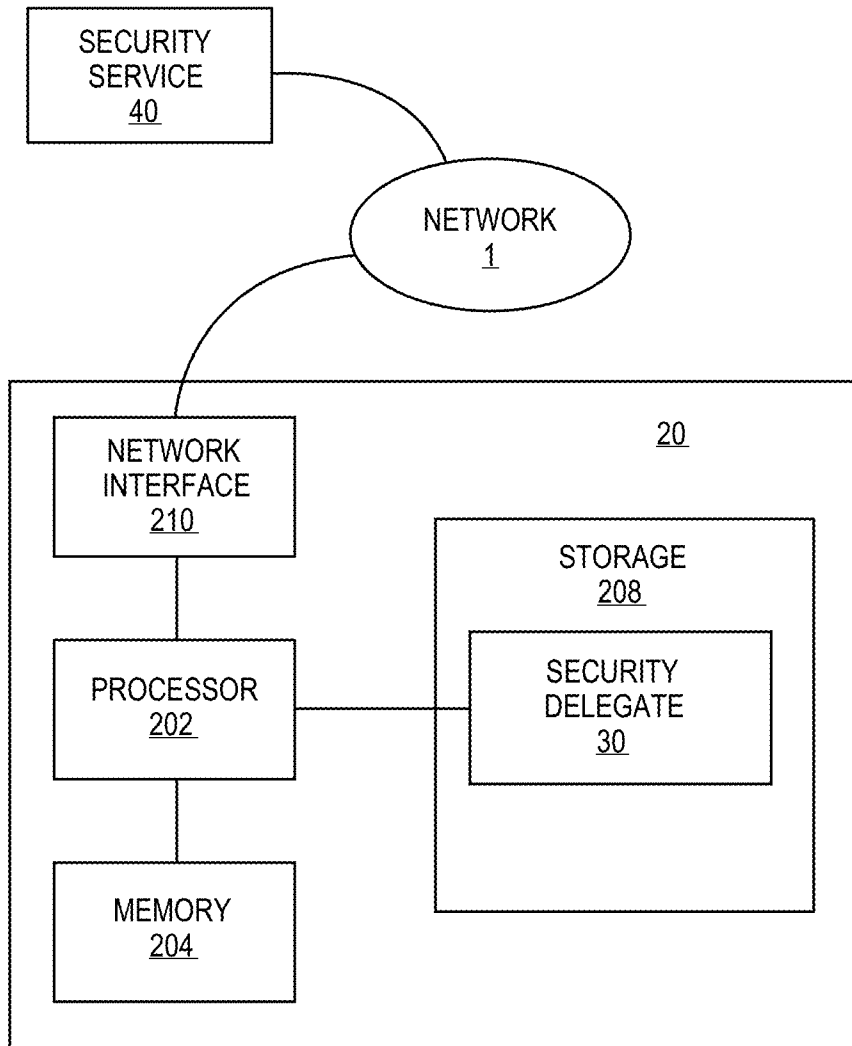 SECURITY
SERVICE
40
NETWORK
1
NETWORK
INTERFACE
210
20
STORAGE
208
SECURITY
DELEGATE
30
PROCESSOR
202
MEMORY
204